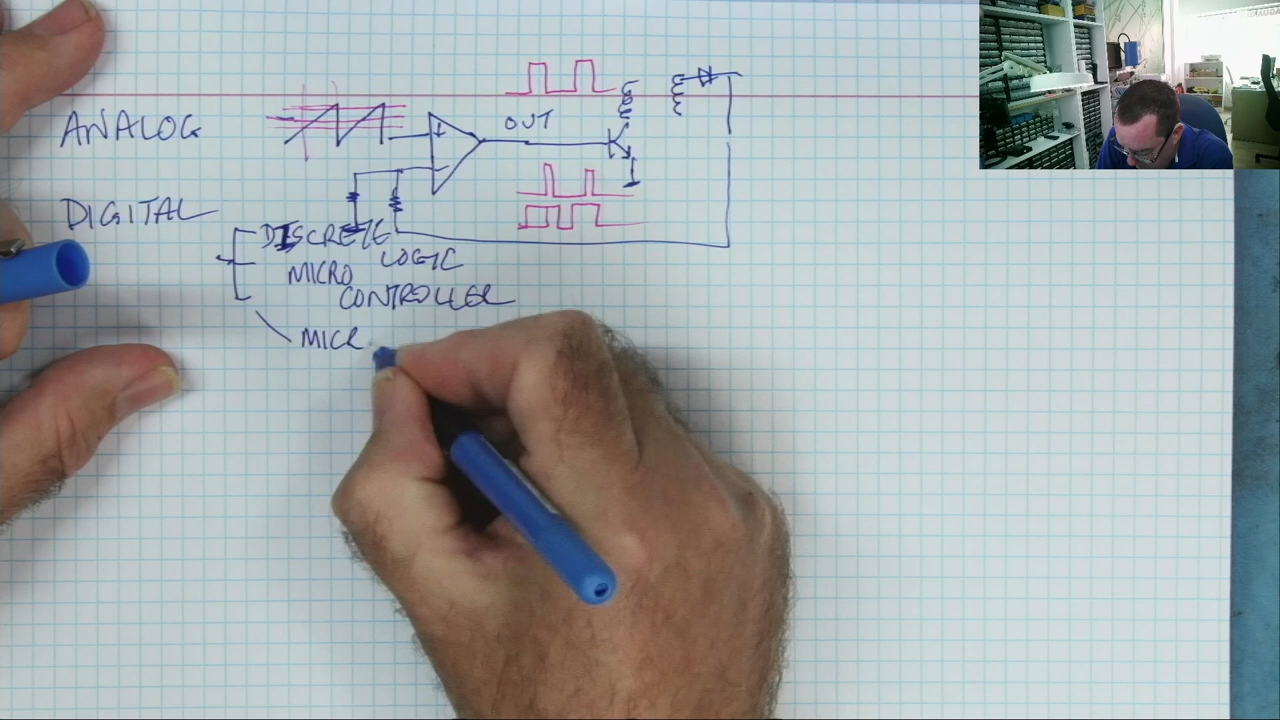 ANALOG
OUT
DIGITAL
DISCRETE
LOGIC
MICRO
CONTROLLER
MICR